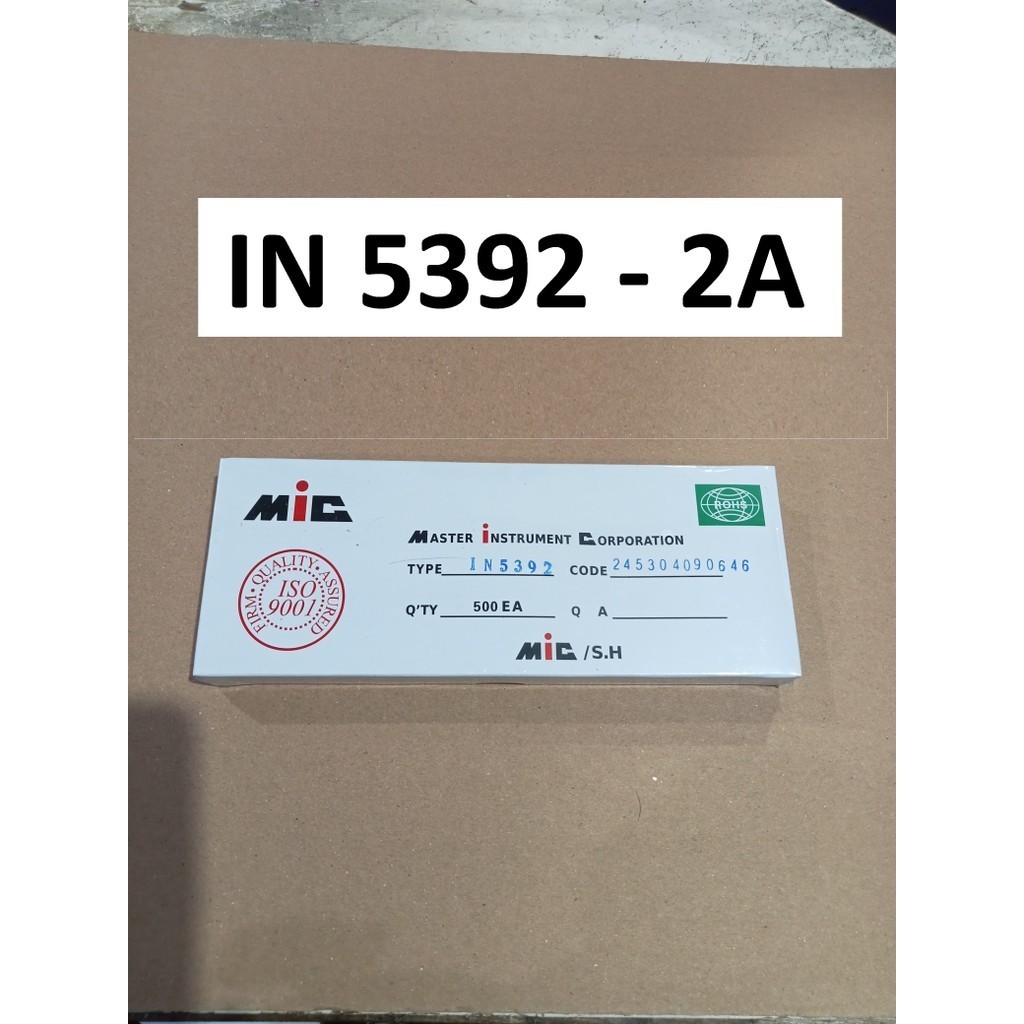 IN 5392 - 2A
MiC
ROHS
MASTER INSTRUMENT CORPORATION
TYPE IN5392 CODE 245304090646
FIRM · QUALITY · ASSURED
ISO
9001
Q'TY 500 EA Q A
MiC /S.H